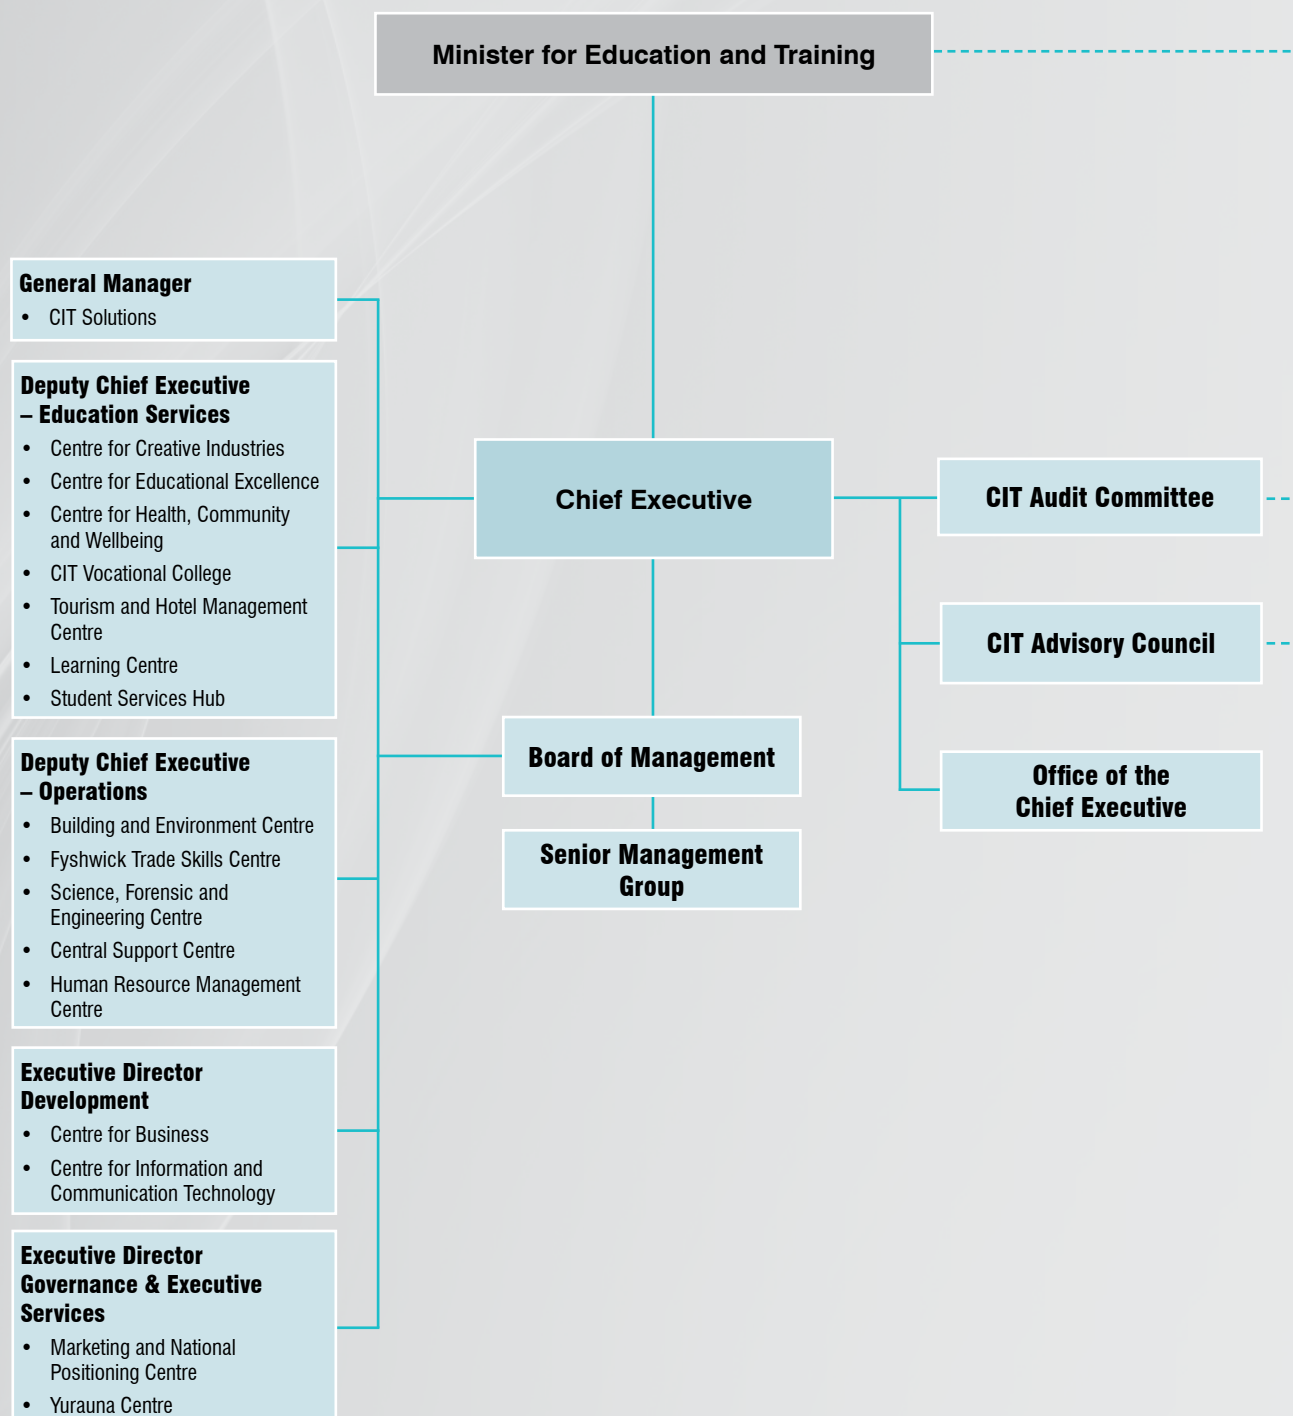 Minister for Education and Training
General Manager
• CIT Solutions
Deputy Chief Executive
– Education Services
• Centre for Creative Industries
• Centre for Educational Excellence
• Centre for Health, Community
and Wellbeing
• CIT Vocational College
• Tourism and Hotel Management
Centre
• Learning Centre
• Student Services Hub
Deputy Chief Executive
– Operations
• Building and Environment Centre
• Fyshwick Trade Skills Centre
• Science, Forensic and
Engineering Centre
• Central Support Centre
• Human Resource Management
Centre
Executive Director
Development
• Centre for Business
• Centre for Information and
Communication Technology
Executive Director
Governance & Executive
Services
• Marketing and National
Positioning Centre
• Yurauna Centre
Chief Executive
Board of Management
Senior Management
Group
CIT Audit Committee
CIT Advisory Council
Office of the
Chief Executive